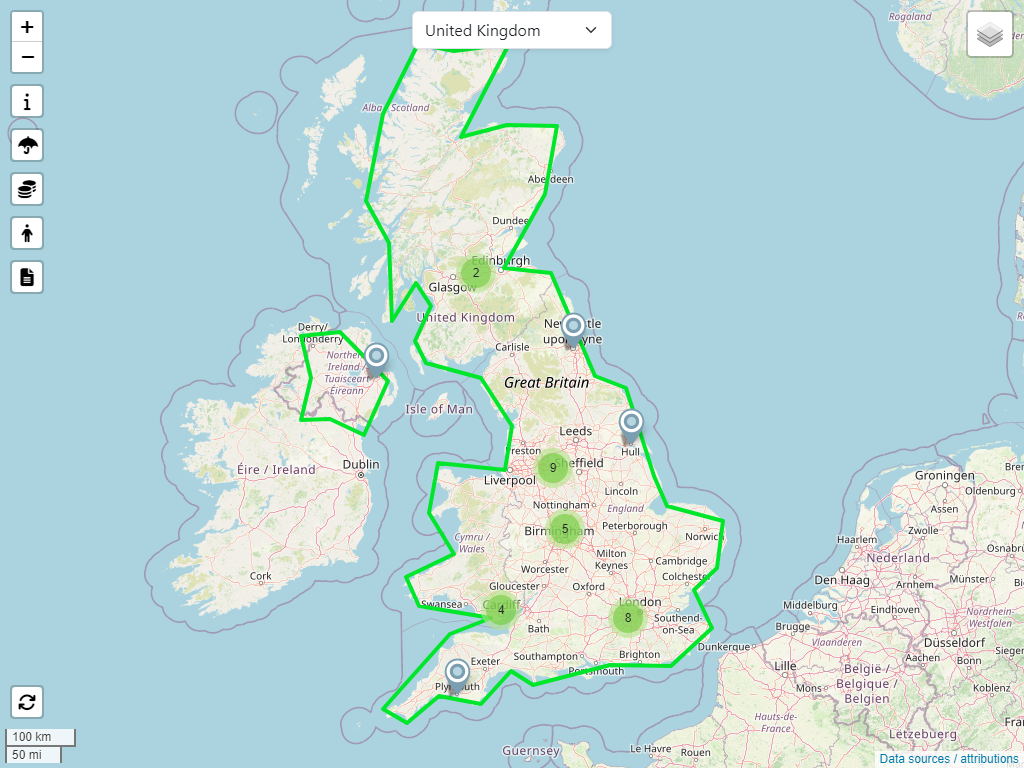 +
−
United Kingdom
Rogaland
Alba / Scotland
Aberdeen
Dundee
Edinburgh
2
Glasgow
United Kingdom
Newcastle
upon Tyne
Derry/
Londonderry
Carlisle
Northern
Ireland /
Tuaisceart
Éireann
Great Britain
Isle of Man
Leeds
Preston
Hull
Dublin
Éire / Ireland
9
Sheffield
Liverpool
Lincoln
Nottingham
England
Birmingham
5
Peterborough
Norwich
Cymru /
Wales
Milton
Keynes
Cambridge
Worcester
Colchester
Cork
Gloucester
Oxford
Swansea
Cardiff
4
London
8
Southend-
on-Sea
Bath
Southampton
Brighton
Portsmouth
Exeter
Plymouth
Groningen
Assen
Oldenburg
Zwolle
Haarlem
Nederland
Den Haag
Arnhem
Münster
Middelburg
Eindhoven
Brugge
Nordrhein-
Westfalen
Vlaanderen
Düsseldorf
Dunkerque
Lille
België /
Belgique /
Belgien
Aachen
Bonn
Mons
Koblenz
Hauts-de-
France
Lëtzebuerg
Guernsey
Le Havre
Rouen
100 km
50 mi
Data sources / attributions